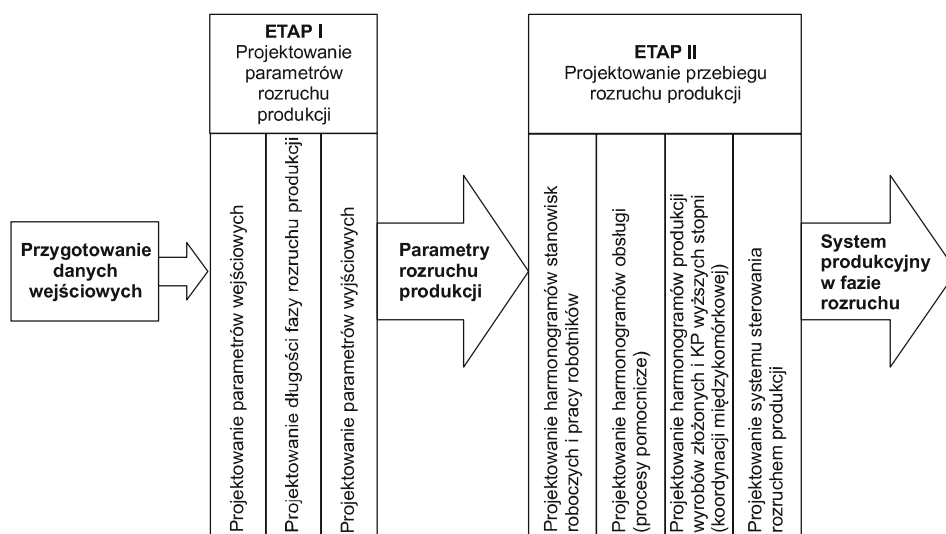 Przygotowanie
danych
wejściowych
ETAP I
Projektowanie
parametrów
rozruchu
produkcji
Projektowanie parametrów wejściowych
Projektowanie długości fazy rozruchu produkcji
Projektowanie parametrów wyjściowych
Parametry
rozruchu
produkcji
ETAP II
Projektowanie przebiegu
rozruchu produkcji
Projektowanie harmonogramów stanowisk
roboczych i pracy robotników
Projektowanie harmonogramów obsługi
(procesy pomocnicze)
Projektowanie harmonogramów produkcji
wyrobów złożonych i KP wyższych stopni
(koordynacji międzykomórkowej)
Projektowanie systemu sterowania
rozruchem produkcji
System
produkcyjny
w fazie
rozruchu